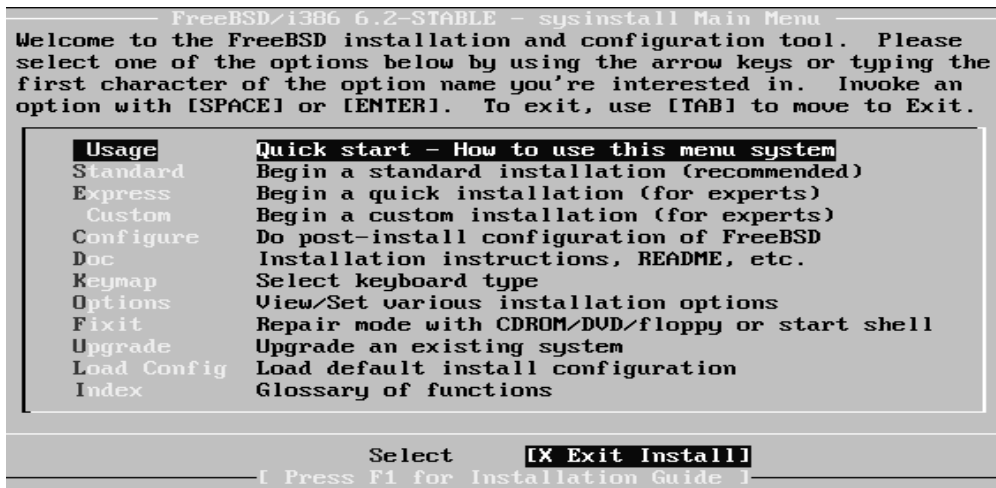 FreeBSD/i386 6.2-STABLE - sysinstall Main Menu
Welcome to the FreeBSD installation and configuration tool.  Please
select one of the options below by using the arrow keys or typing the
first character of the option name you're interested in.  Invoke an
option with [SPACE] or [ENTER].  To exit, use [TAB] to move to Exit.
Usage Quick start - How to use this menu system
Standard Begin a standard installation (recommended)
Express Begin a quick installation (for experts)
Custom Begin a custom installation (for experts)
Configure Do post-install configuration of FreeBSD
Doc Installation instructions, README, etc.
Keymap Select keyboard type
Options View/Set various installation options
Fixit Repair mode with CDROM/DVD/floppy or start shell
Upgrade Upgrade an existing system
Load Config Load default install configuration
Index Glossary of functions
Select [X Exit Install]
[ Press F1 for Installation Guide ]